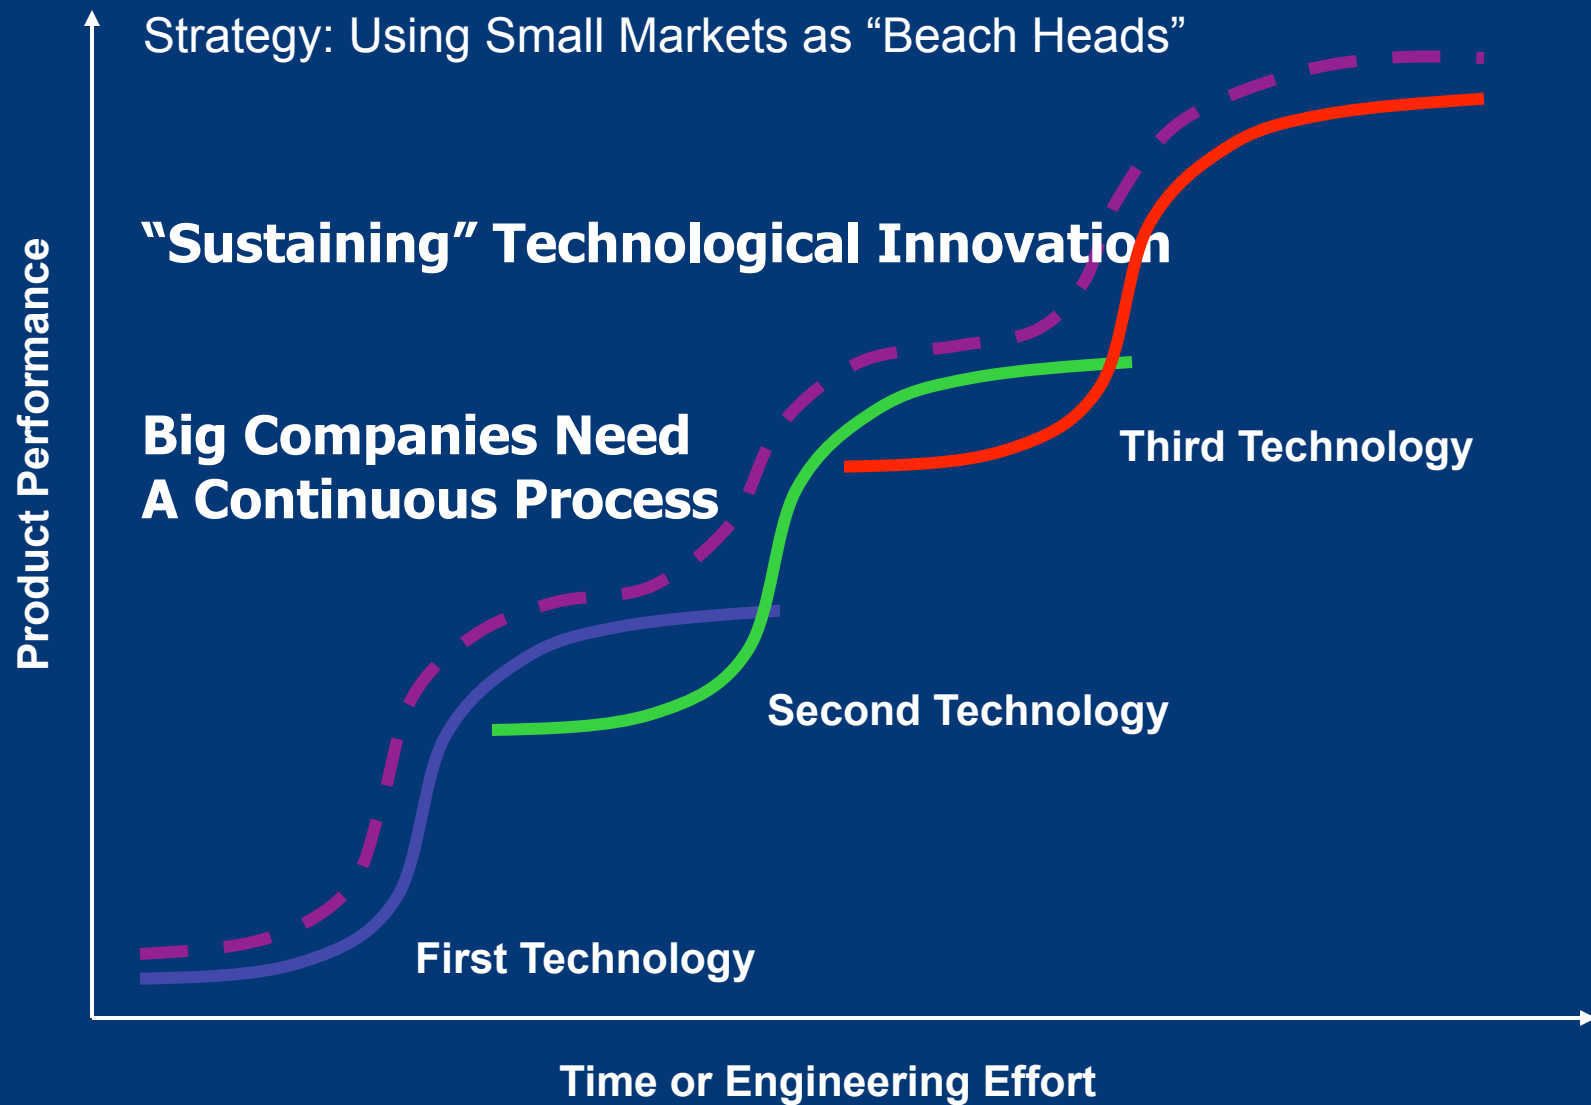 Strategy: Using Small Markets as “Beach Heads”
“Sustaining” Technological Innovation
Big Companies Need
A Continuous Process
Product Performance
Third Technology
Second Technology
First Technology
Time or Engineering Effort